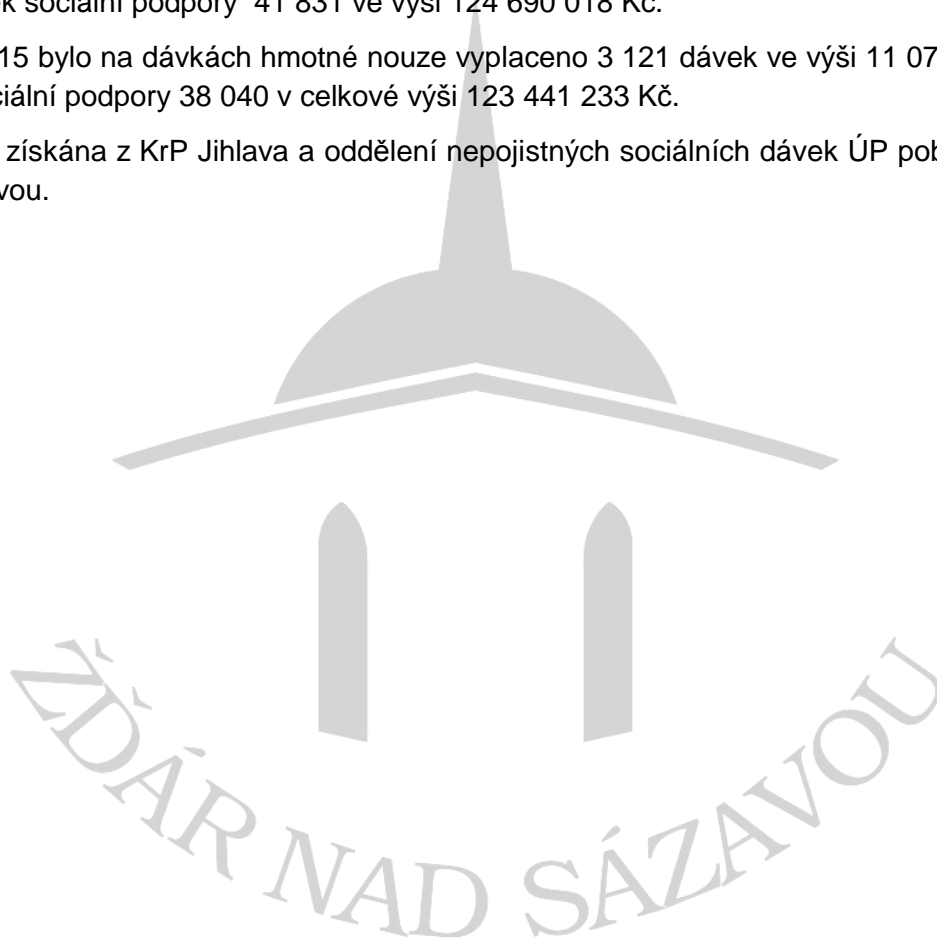 sociální podpory 41 831 ve výši 124 690 018 Kč.
15 bylo na dávkách hmotné nouze vyplaceno 3 121 dávek ve výši 11 07
ciální podpory 38 040 v celkové výši 123 441 233 Kč.
získána z KrP Jihlava a oddělení nepojistných sociálních dávek ÚP pob
vou.
ŽĎÁR NAD SÁZAVOU